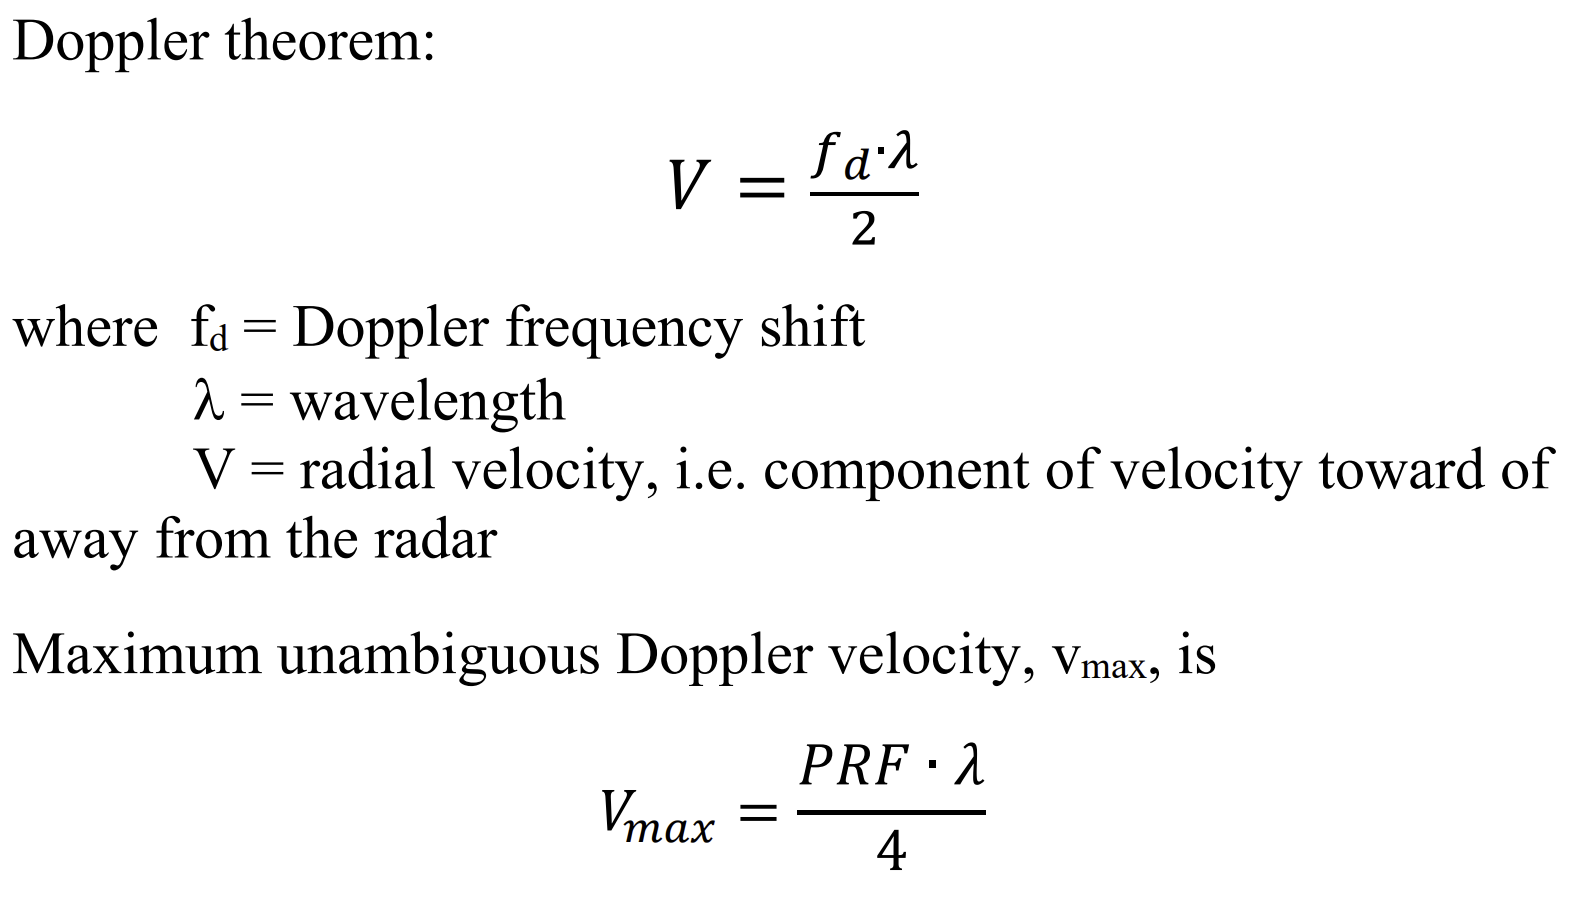 Doppler theorem:
V = f_d·λ / 2
where f_d = Doppler frequency shift
λ = wavelength
V = radial velocity, i.e. component of velocity toward of
away from the radar
Maximum unambiguous Doppler velocity, v_max, is
V_max = PRF · λ / 4